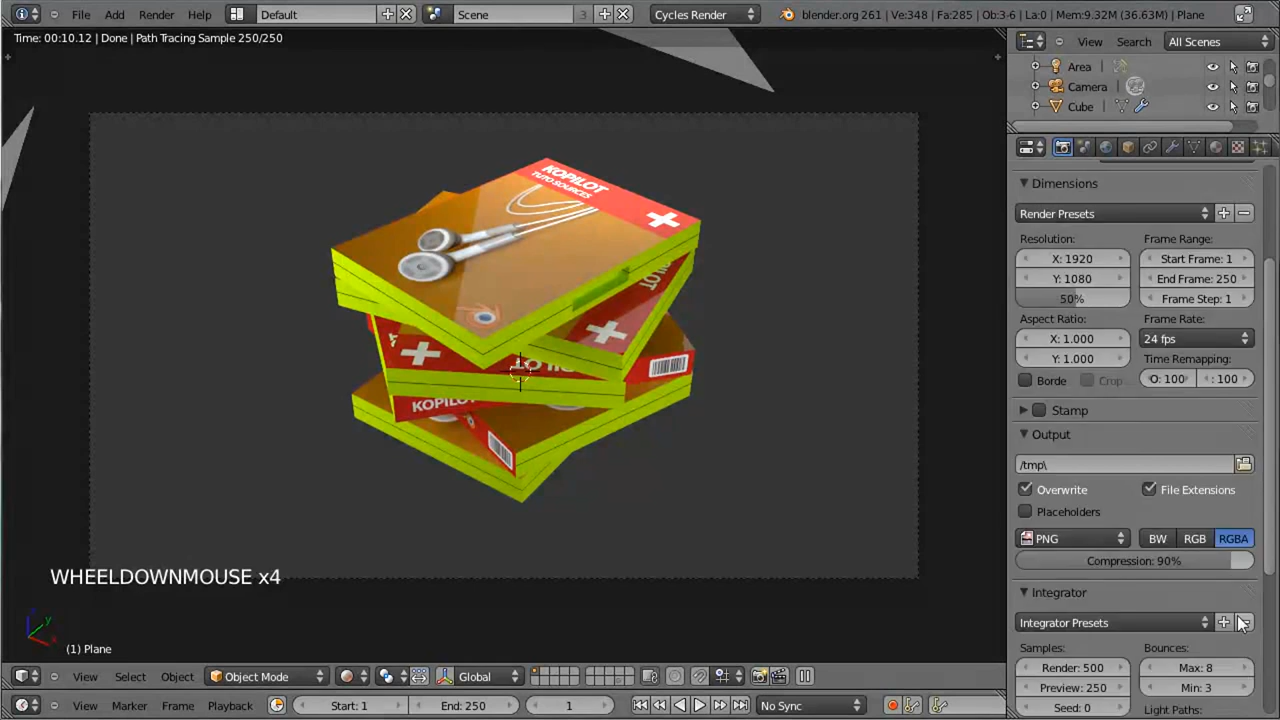 File Add Render Help Default Scene 3 Cycles Render blender.org 261 | Ve:348 | Fa:285 | Ob:3-6 | La:0 | Mem:9.32M (36.63M) | Plane
Time: 00:10.12 | Done | Path Tracing Sample 250/250
View Search All Scenes
Area
Camera
Cube
Dimensions
Render Presets
Resolution: Frame Range:
X: 1920 Start Frame: 1
Y: 1080 End Frame: 250
50% Frame Step: 1
Aspect Ratio: Frame Rate:
X: 1.000 24 fps
Y: 1.000 Time Remapping:
Borde Crop O: 100 : 100
Stamp
Output
/tmp\
Overwrite File Extensions
Placeholders
PNG BW RGB RGBA
Compression: 90%
Integrator
Integrator Presets
Samples: Bounces:
Render: 500 Max: 8
Preview: 250 Min: 3
Seed: 0 Light Paths:
KOPILOT
TUTO SOURCES
KOPILOT
KOPILOT
WHEELDOWNMOUSE x4
(1) Plane
View Select Object Object Mode Global
View Marker Frame Playback Start: 1 End: 250 1 No Sync